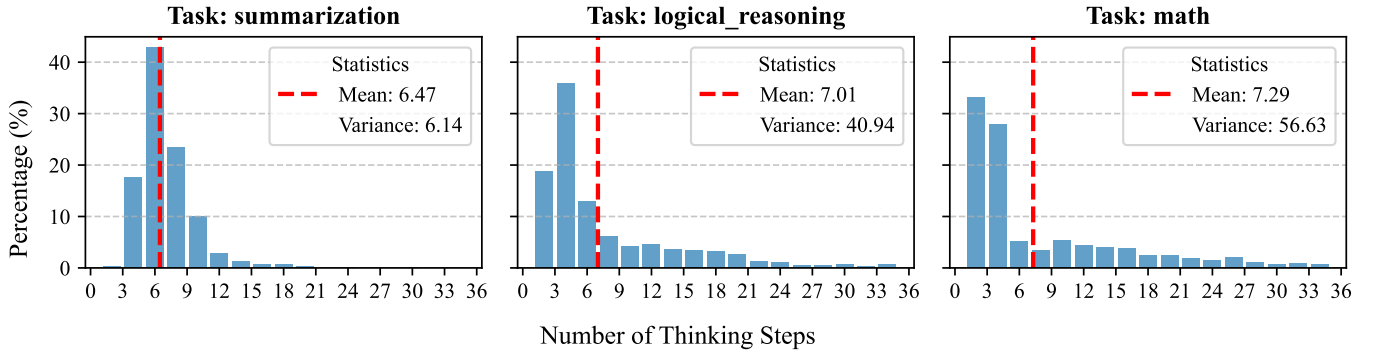 Task: summarization
Task: logical_reasoning
Task: math
Percentage (%)
40
30
20
10
0
Statistics
Mean: 6.47
Variance: 6.14
Statistics
Mean: 7.01
Variance: 40.94
Statistics
Mean: 7.29
Variance: 56.63
0 3 6 9 12 15 18 21 24 27 30 33 36
0 3 6 9 12 15 18 21 24 27 30 33 36
0 3 6 9 12 15 18 21 24 27 30 33 36
Number of Thinking Steps